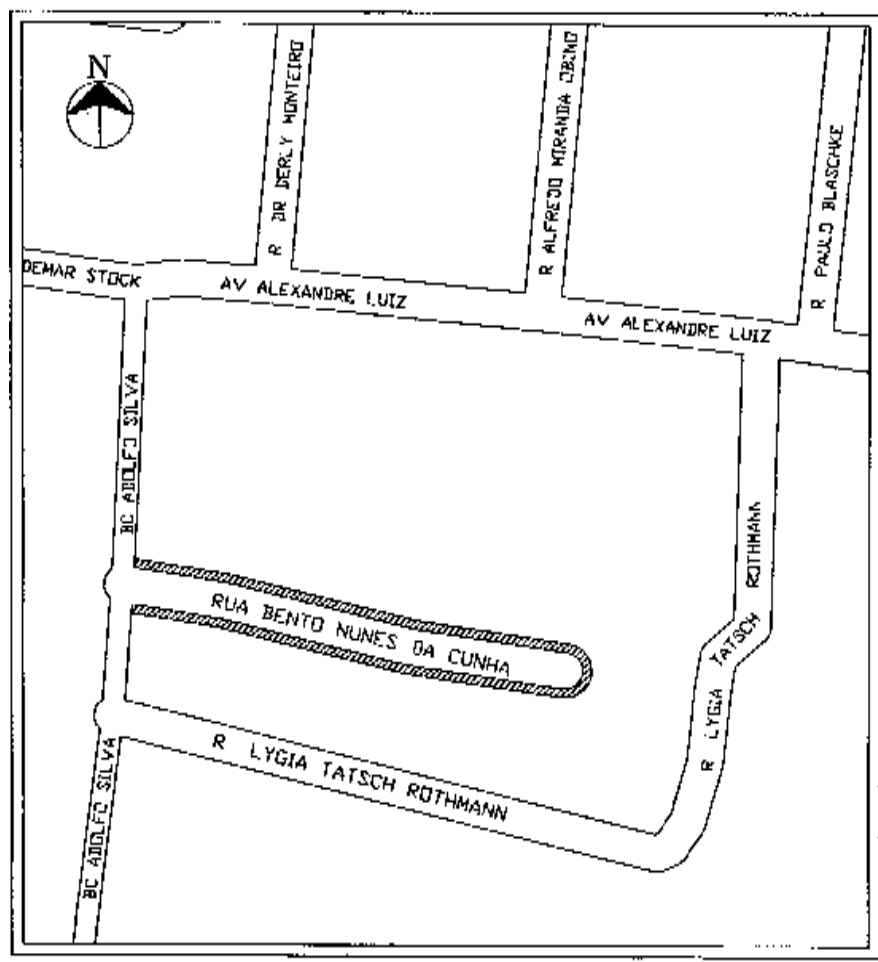 N
R DR DERLY MONTEIRO
R ALFREDO MIRANDA OBINO
R PAULO BLASCHKE
DEMAR STOCK
AV ALEXANDRE LUIZ
AV ALEXANDRE LUIZ
BC ADOLFO SILVA
RUA BENTO NUNES DA CUNHA
R LYGIA TATSCH ROTHMANN
R LYGIA TATSCH ROTHMANN
BC ADOLFO SILVA